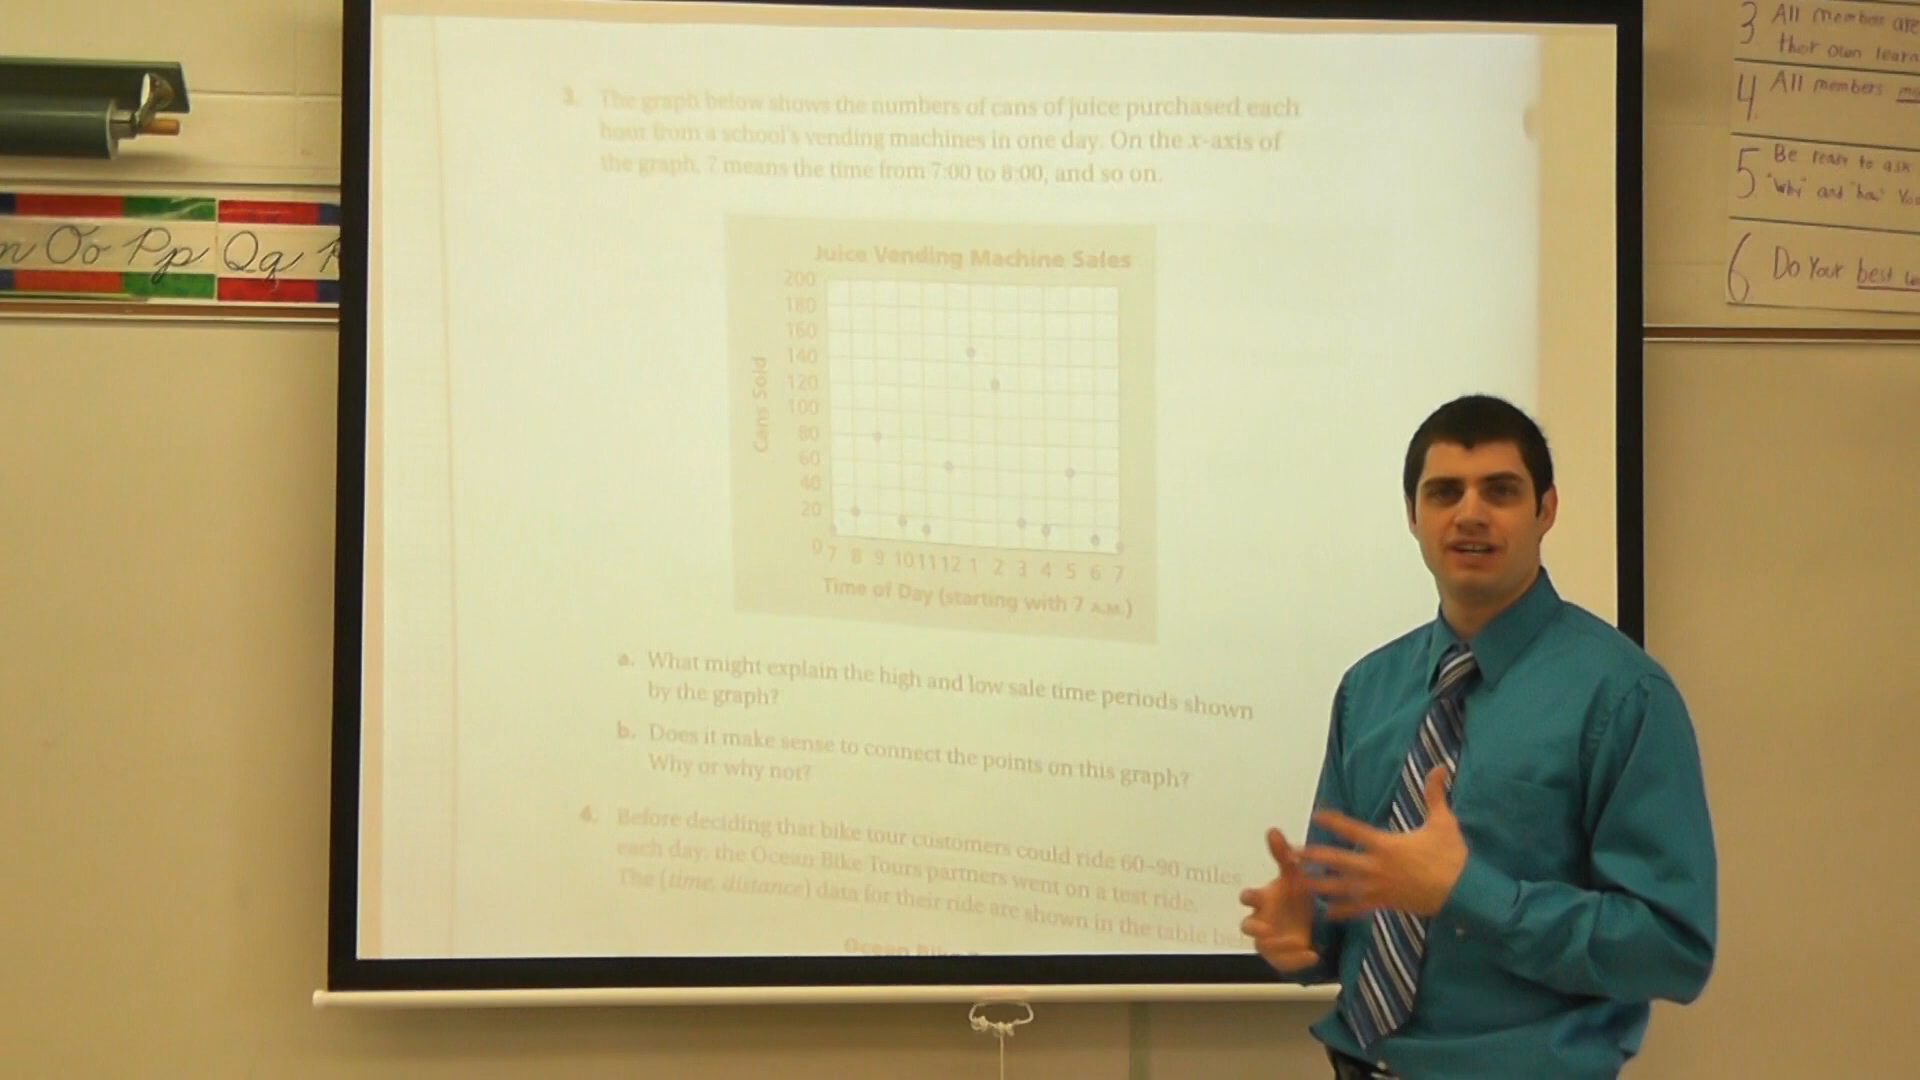 n Oo Pp Qq
3. The graph below shows the numbers of cans of juice purchased each
hour from a school's vending machines in one day. On the x-axis of
the graph, 7 means the time from 7:00 to 8:00, and so on.
Juice Vending Machine Sales
200
180
160
140
120
100
80
60
40
20
0
Cans Sold
7 8 9 10 11 12 1 2 3 4 5 6 7
Time of Day (starting with 7 A.M.)
a. What might explain the high and low sale time periods shown
by the graph?
b. Does it make sense to connect the points on this graph?
Why or why not?
4. Before deciding that bike tour customers could ride 60–90 miles
each day, the Ocean Bike Tours partners went on a test ride.
The (time, distance) data for their ride are shown in the table
Ocean Bike
3 All members are
their own learn
4 All members
5 Be ready to ask
"Why" and "how"
6 Do Your best